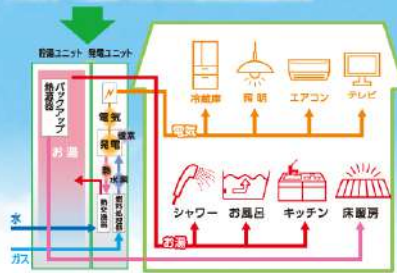 貯湯ユニット 発電ユニット
バックアップ
熱源器
お湯
電気
酸素
発電
熱
水素
熱交換器
燃料処理器
水
ガス
冷蔵庫 照明 エアコン テレビ
電気
シャワー お風呂 キッチン 床暖房
お湯